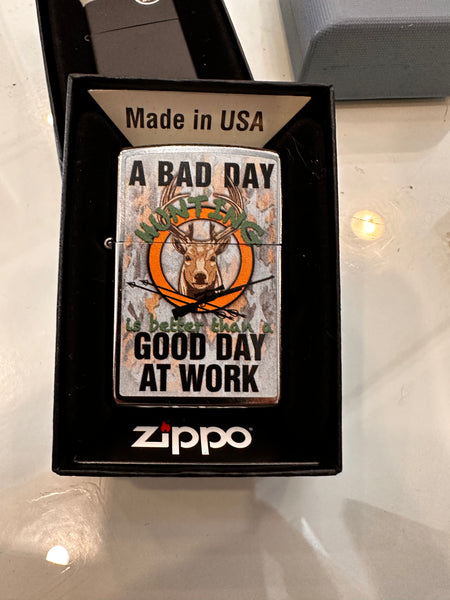 Made in USA
A BAD DAY
HUNTING
is better than a
GOOD DAY
AT WORK
zippo